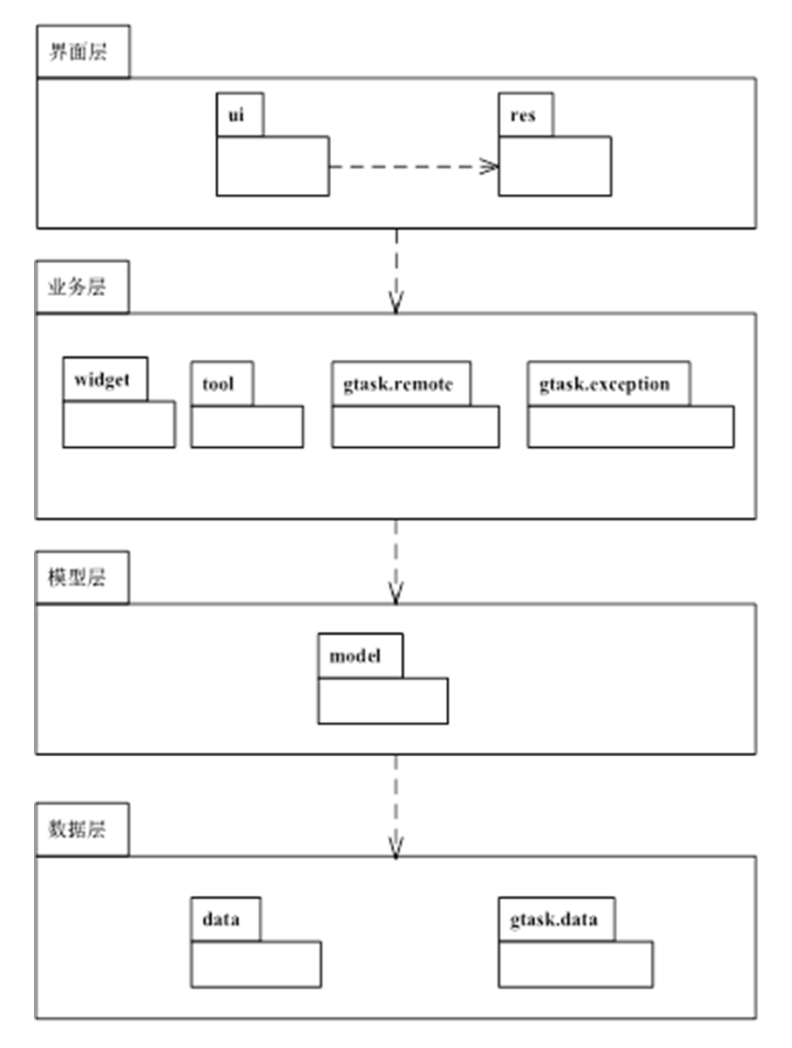 界面层
ui
res
业务层
widget
tool
gtask.remote
gtask.exception
模型层
model
数据层
data
gtask.data